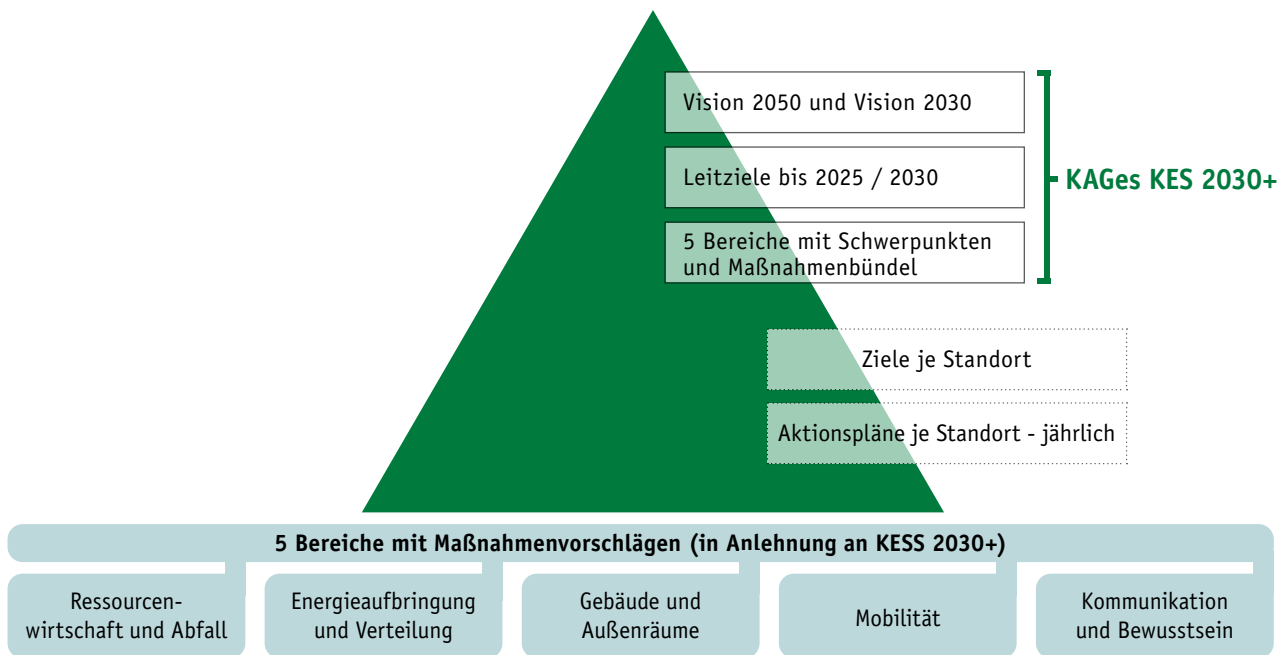 Vision 2050 und Vision 2030
Leitziele bis 2025 / 2030
KAGes KES 2030+
5 Bereiche mit Schwerpunkten
und Maßnahmenbündel
Ziele je Standort
Aktionspläne je Standort - jährlich
5 Bereiche mit Maßnahmenvorschlägen (in Anlehnung an KESS 2030+)
Ressourcen-
wirtschaft und Abfall
Energieaufbringung
und Verteilung
Gebäude und
Außenräume
Mobilität
Kommunikation
und Bewusstsein